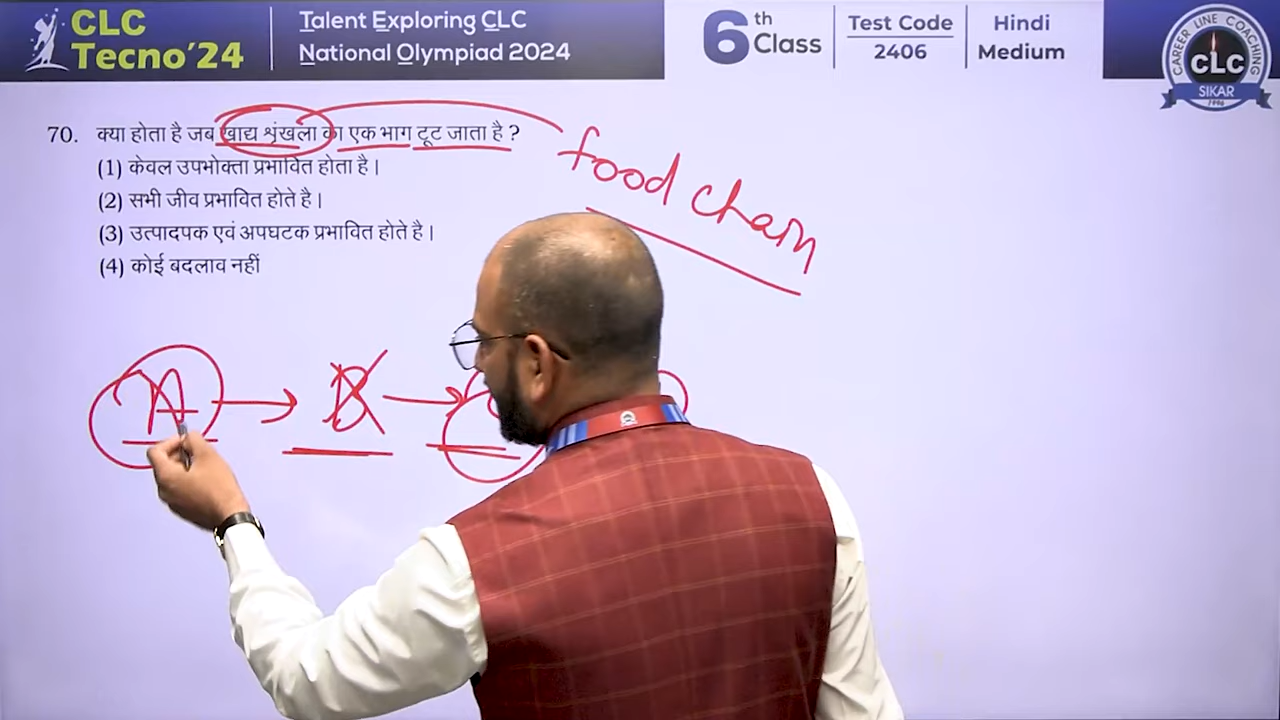 CLC
Tecno'24
Talent Exploring CLC
National Olympiad 2024
6th Class
Test Code
2406
Hindi
Medium
CAREER LINE COACHING
CLC
SIKAR
1996
70. क्या होता है जब खाद्य शृंखला का एक भाग टूट जाता है ?
(1) केवल उपभोक्ता प्रभावित होता है।
(2) सभी जीव प्रभावित होते है।
(3) उत्पादपक एवं अपघटक प्रभावित होते है।
(4) कोई बदलाव नहीं
food chain
A → B →